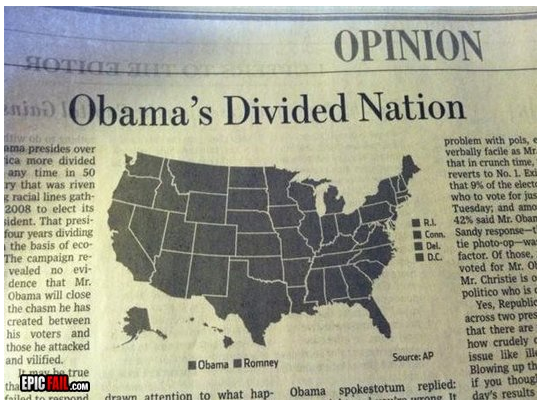 OPINION
Obama's Divided Nation
ama presides over
ica more divided
any time in 50
ry that was riven
racial lines gath-
2008 to elect its
sident. That presi-
four years dividing
the basis of eco-
The campaign re-
vealed no evi-
dence that Mr.
Obama will close
the chasm he has
created between
his voters and
those he attacked
and vilified.
It may be true
tha
failed to respond
R.I.
Conn.
Del.
D.C.
Obama Romney
Source: AP
drawn attention to what hap-
Obama spokestotum replied:
problem with pols, e
verbally facile as Mr.
that in crunch time,
reverts to No. 1. Exi
that 9% of the elect
who to vote for jus
Tuesday; and amo
42% said Mr. Obam
Sandy response—t
tie photo-op—wa
factor. Of those,
voted for Mr. O
Mr. Christie is o
politico who is
Yes, Republic
across two pres
that there are
how crudely
issue like ill
Blowing up th
if you though
day's results
EPICFAIL.COM